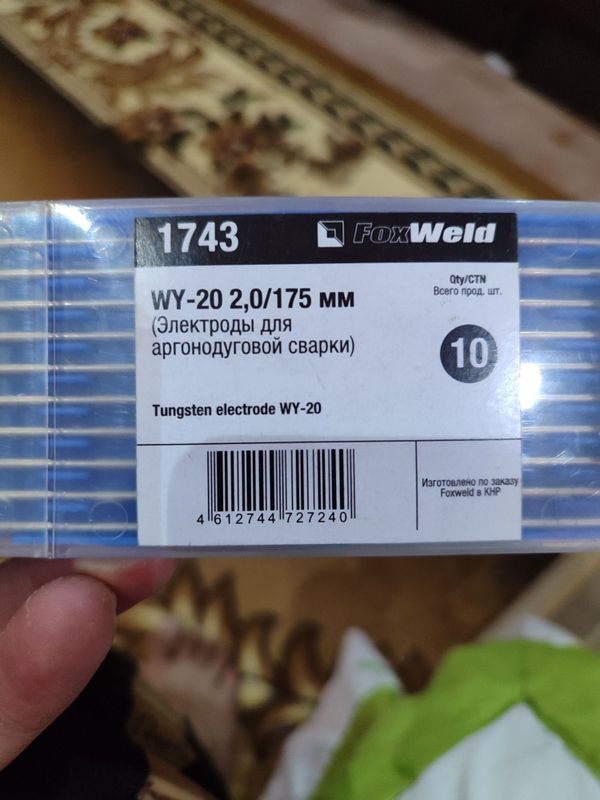 1743
FoxWeld
WY-20 2,0/175 мм
(Электроды для
аргонодуговой сварки)
Qty/CTN
Всего прод. шт.
10
Tungsten electrode WY-20
4 612744 727240
Изготовлено по заказу
Foxweld в КНР